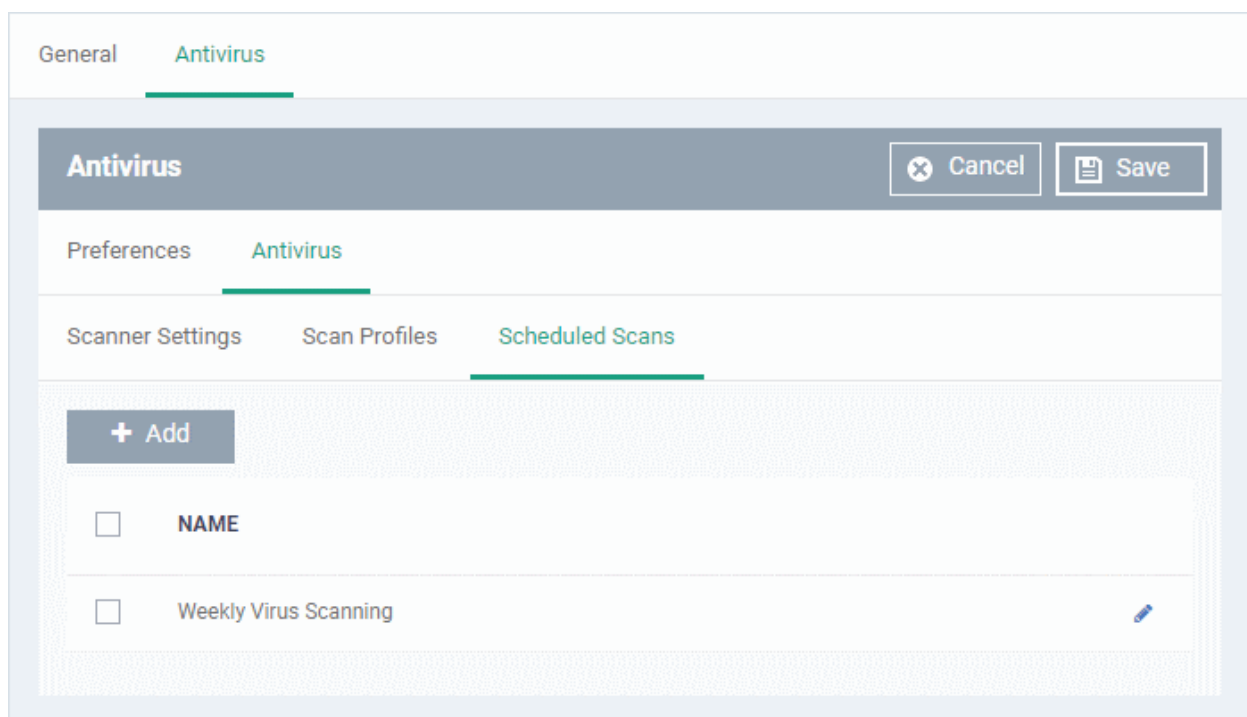 General Antivirus
Antivirus Cancel Save
Preferences Antivirus
Scanner Settings Scan Profiles Scheduled Scans
+ Add
NAME
Weekly Virus Scanning